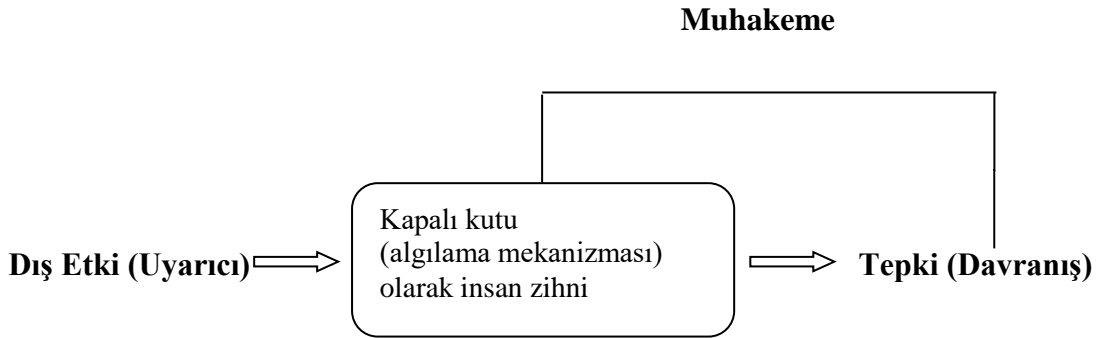 Muhakeme
Kapalı kutu
(algılama mekanizması)
olarak insan zihni
Dış Etki (Uyarıcı)
Tepki (Davranış)